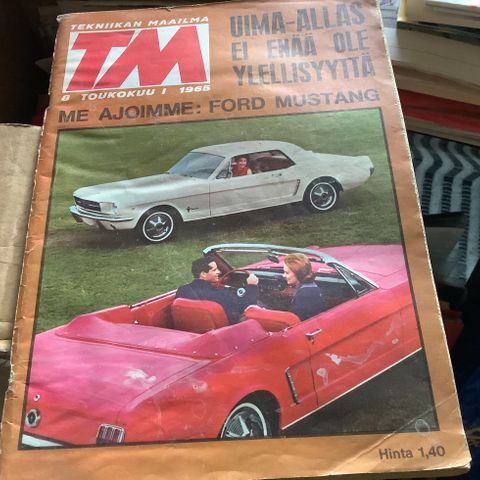 TEKNIIKAN MAAILMA
TM
8 TOUKOKUU I 1965
UIMA-ALLAS
EI ENÄÄ OLE
YLELLISYYTTÄ
ME AJOIMME: FORD MUSTANG
Hinta 1,40